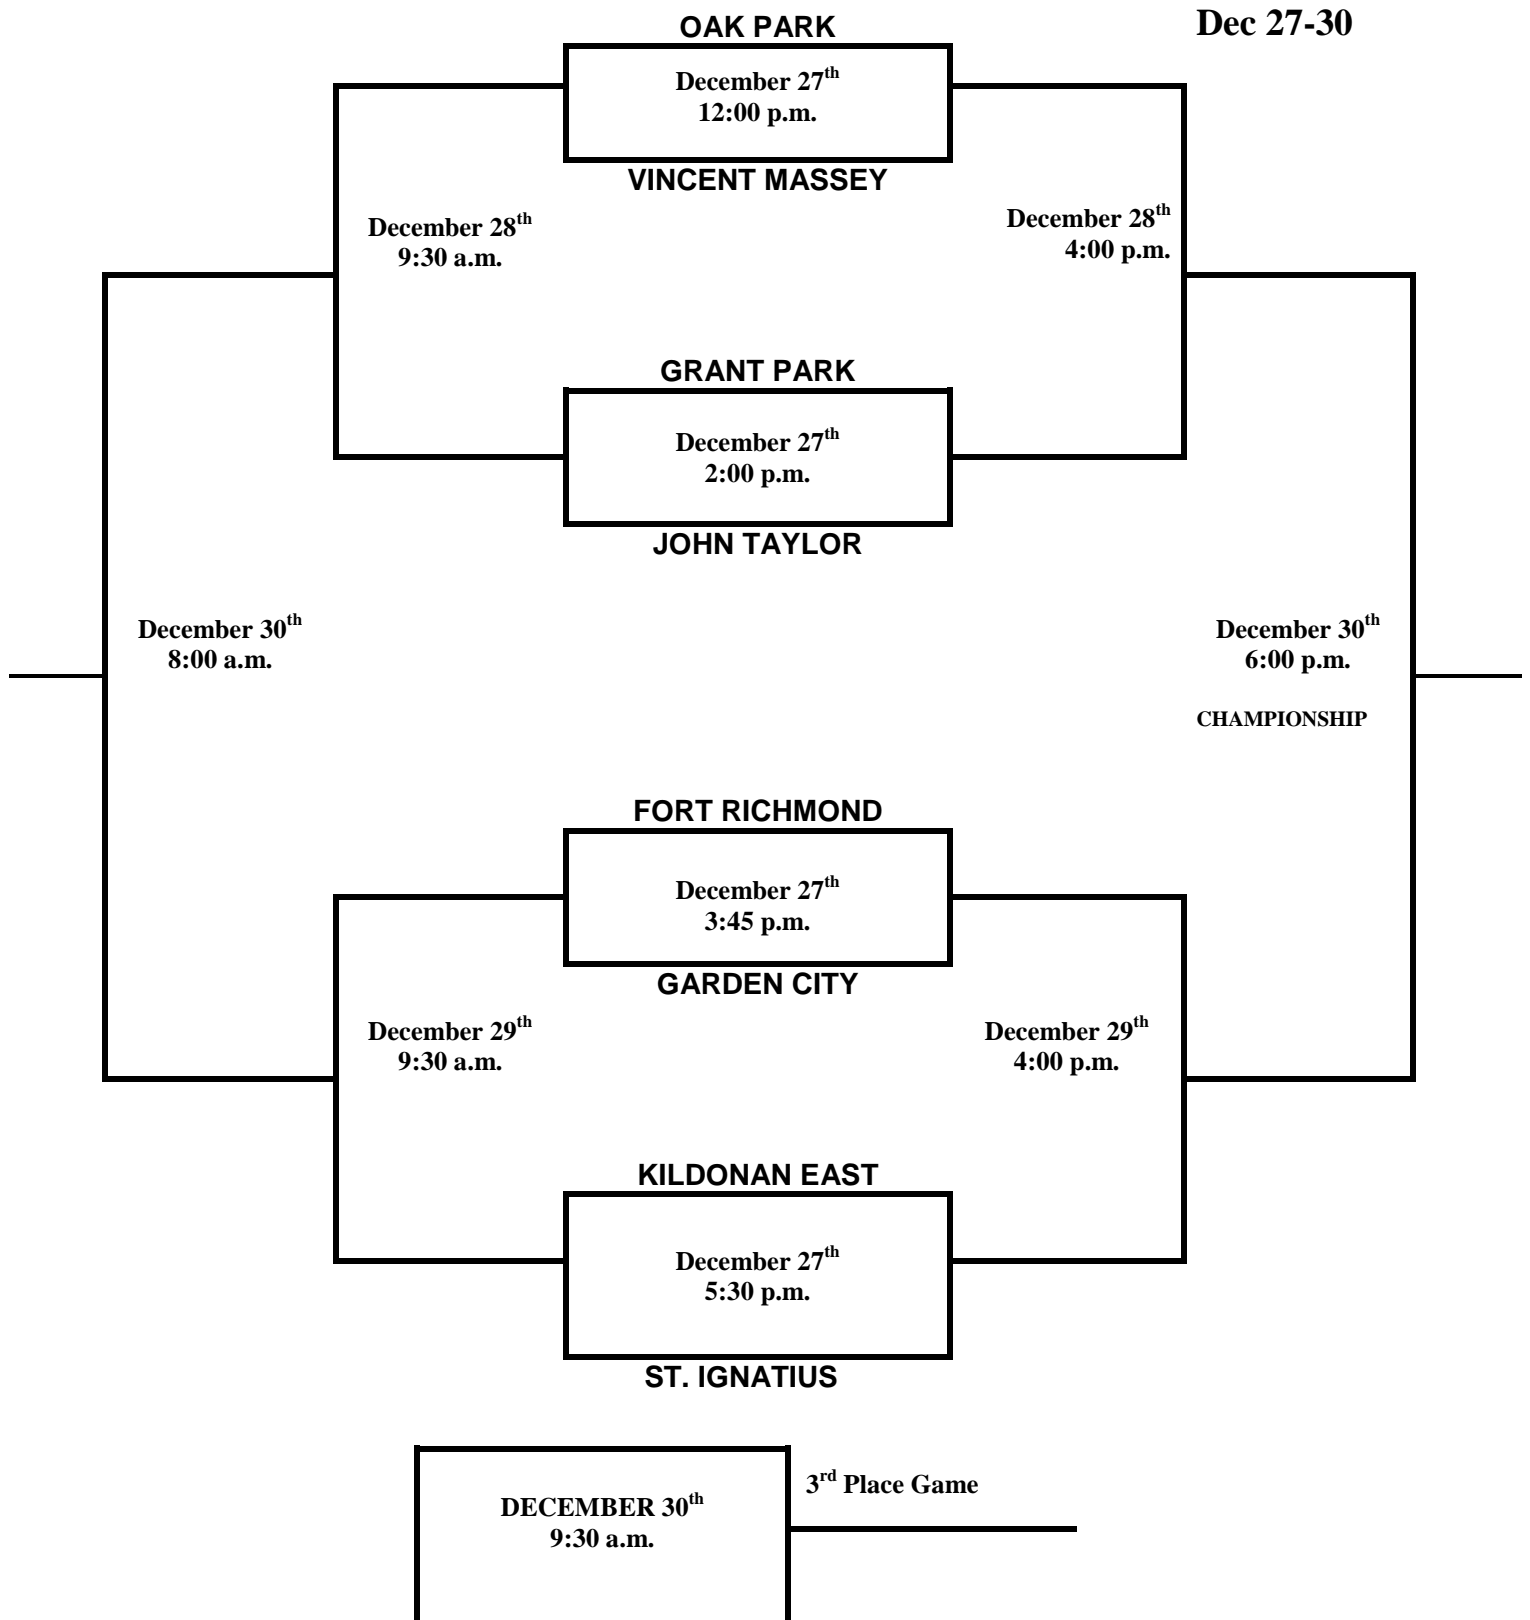 OAK PARK
Dec 27-30
December 27th
12:00 p.m.
VINCENT MASSEY
December 28th
9:30 a.m.
December 28th
4:00 p.m.
GRANT PARK
December 27th
2:00 p.m.
JOHN TAYLOR
December 30th
8:00 a.m.
December 30th
6:00 p.m.
CHAMPIONSHIP
FORT RICHMOND
December 27th
3:45 p.m.
GARDEN CITY
December 29th
9:30 a.m.
December 29th
4:00 p.m.
KILDONAN EAST
December 27th
5:30 p.m.
ST. IGNATIUS
3rd Place Game
DECEMBER 30th
9:30 a.m.